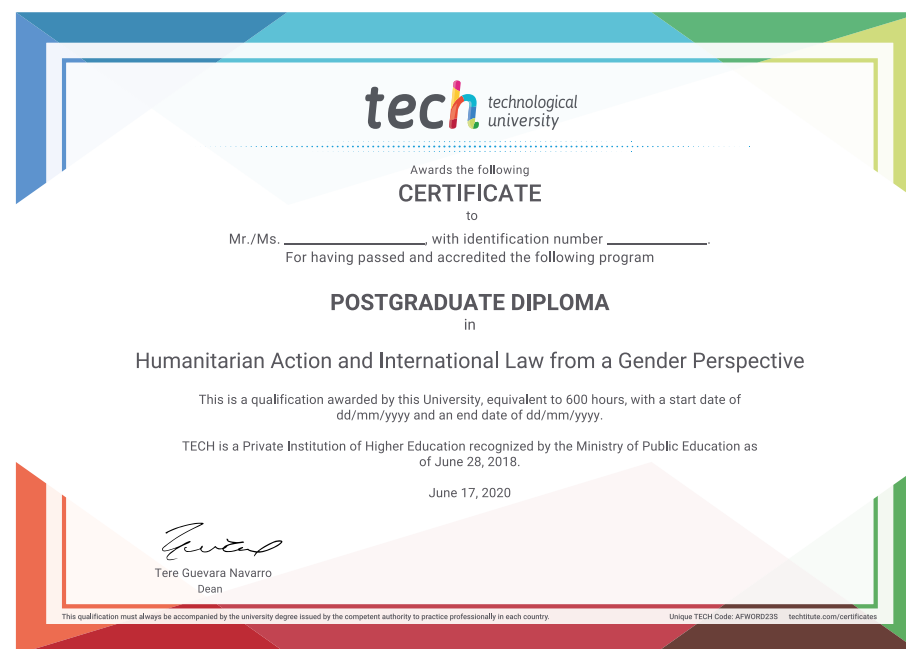 tech technological
university
Awards the following
CERTIFICATE
to
Mr./Ms. ____________, with identification number ____________.
For having passed and accredited the following program
POSTGRADUATE DIPLOMA
in
Humanitarian Action and International Law from a Gender Perspective
This is a qualification awarded by this University, equivalent to 600 hours, with a start date of
dd/mm/yyyy and an end date of dd/mm/yyyy.
TECH is a Private Institution of Higher Education recognized by the Ministry of Public Education as
of June 28, 2018.
June 17, 2020
Tere Guevara Navarro
Dean
This qualification must always be accompanied by the university degree issued by the competent authority to practice professionally in each country.
Unique TECH Code: AFWORD23S techtitute.com/certificates